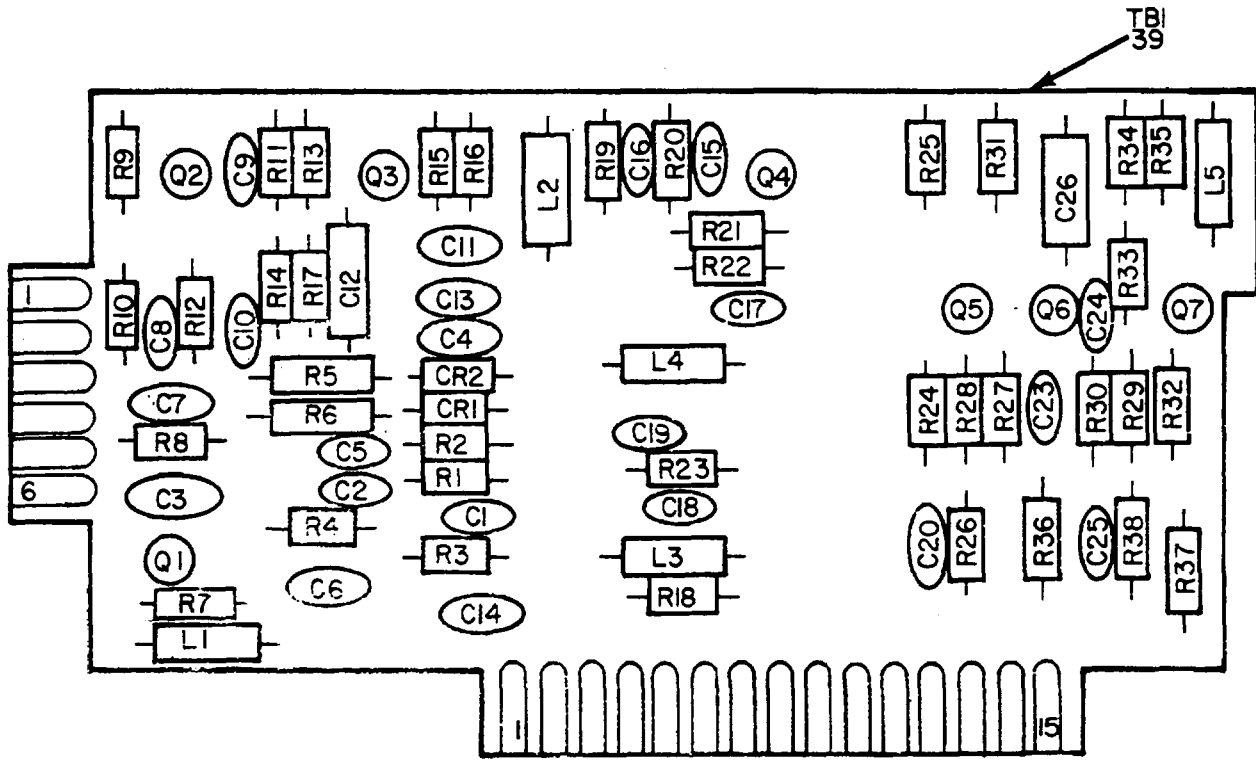 TB1
39
R9
Q2
C9
R11
R13
Q3
R15
R16
L2
R19
C16
R20
C15
Q4
R25
R31
C26
R34
R35
L5
R21
R22
C11
C13
C4
C17
R14
R17
C12
R33
1
R10
C8
R12
C10
Q5
Q6
C24
Q7
R5
CR2
L4
R6
CR1
C7
R8
C5
R2
C19
R24
R28
R27
C23
R30
R29
R32
6
C3
C2
R1
R23
C18
R4
C1
Q1
R3
L3
C20
R26
R36
C25
R38
R37
C6
R18
R7
C14
L1
1
15